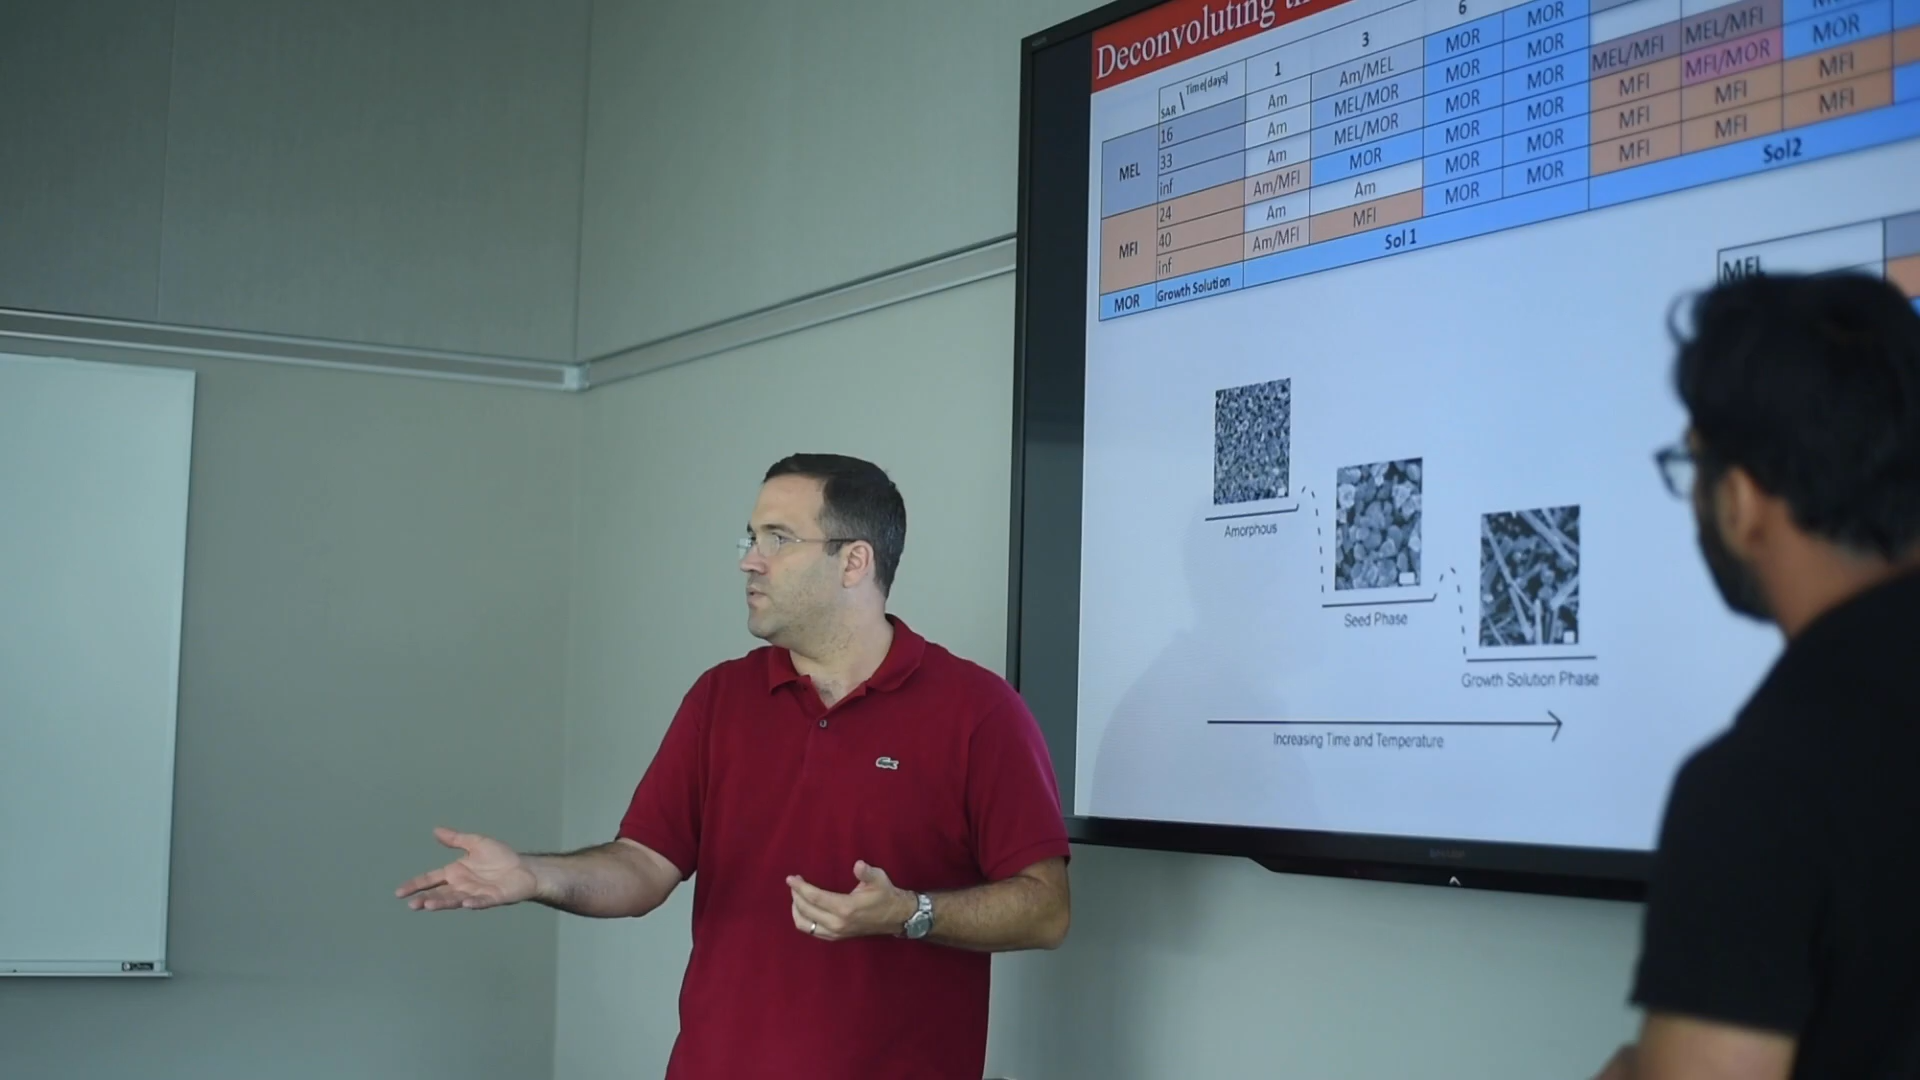 Deconvoluting
SAR \ Time(days) 1 3 6
MEL
16 Am Am/MEL MOR MOR
33 Am MEL/MOR MOR MOR
inf Am MEL/MOR MOR MOR MEL/MFI MEL/MFI
MFI
24 Am/MFI MOR MOR MOR MFI MFI/MOR MOR
40 Am Am MOR MOR MFI MFI MFI
inf Am/MFI MFI MOR MOR MFI MFI MFI
MOR Growth Solution Sol 1 Sol2
MEL
Amorphous
Seed Phase
Growth Solution Phase
Increasing Time and Temperature